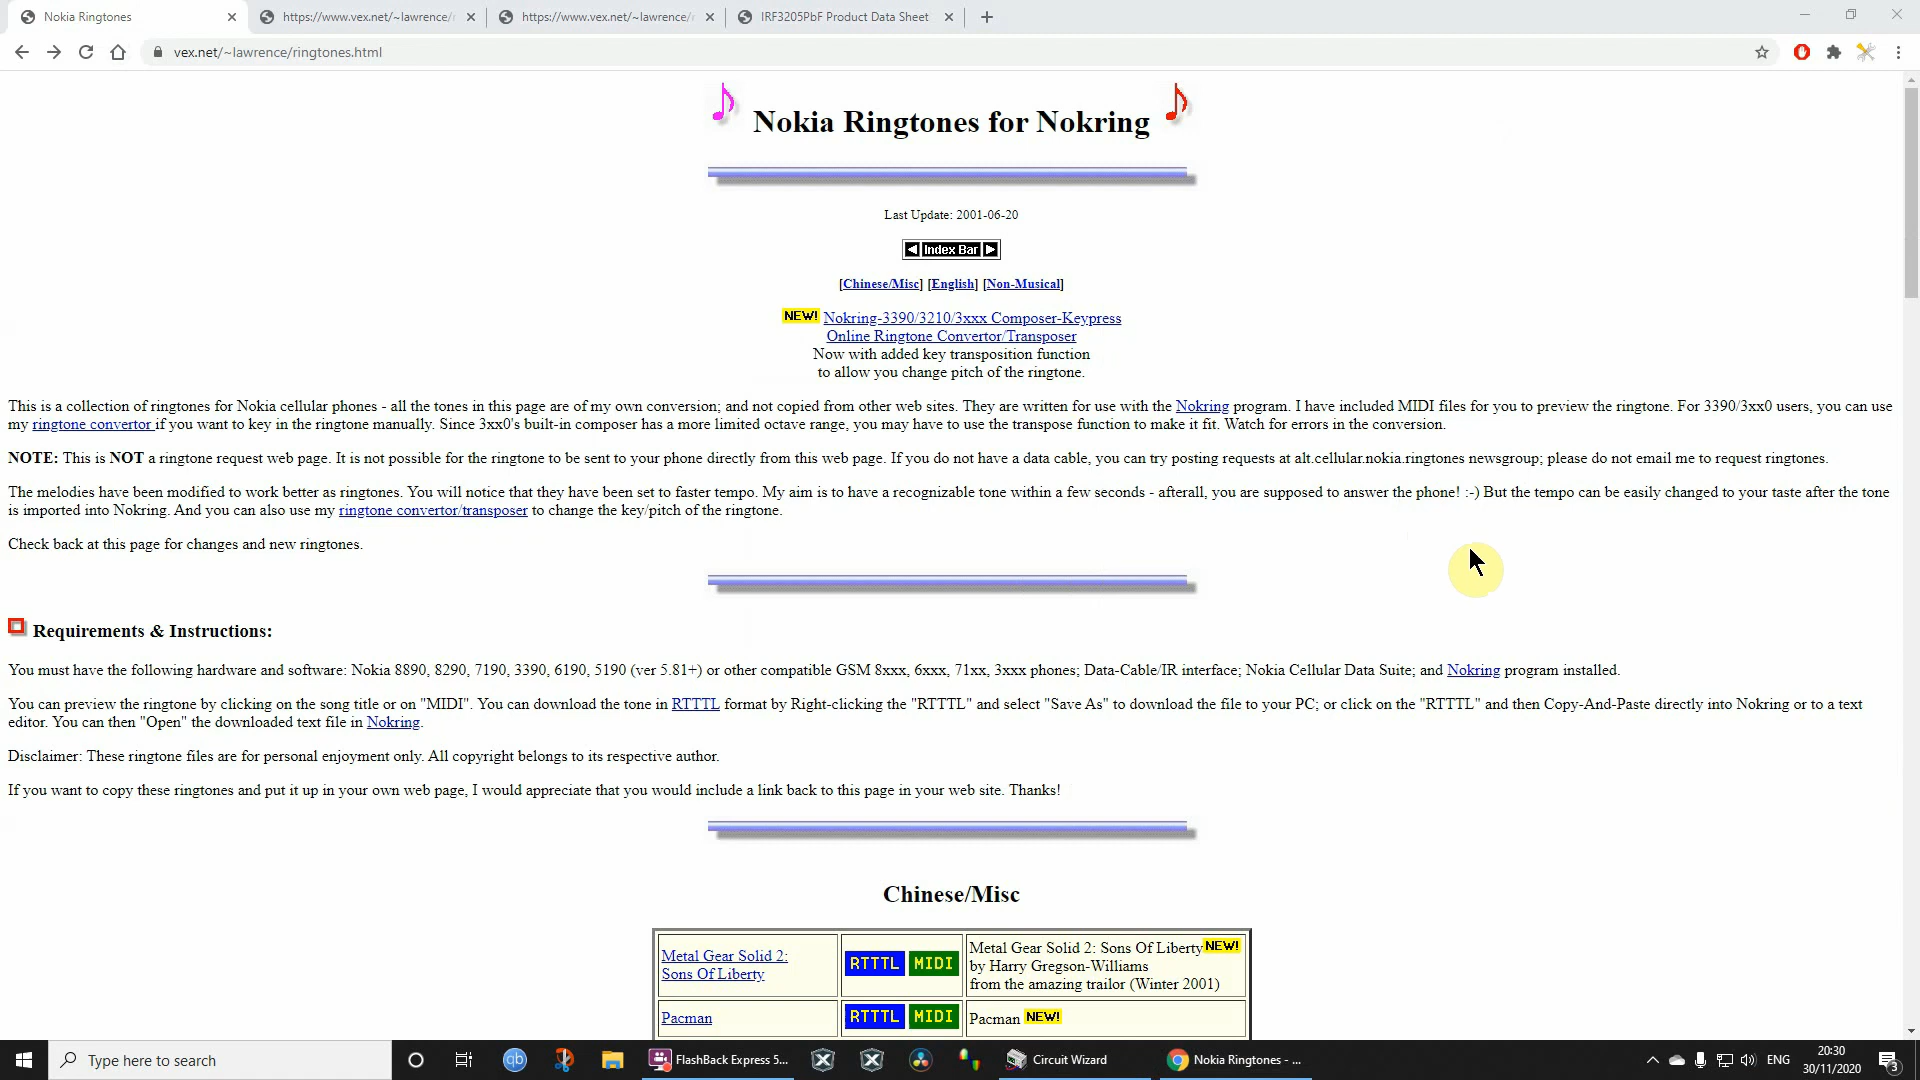 Nokia Ringtones
https://www.vex.net/~lawrence/r
https://www.vex.net/~lawrence/r
IRF3205PbF Product Data Sheet
vex.net/~lawrence/ringtones.html
Nokia Ringtones for Nokring
Last Update: 2001-06-20
Index Bar
[Chinese/Misc] [English] [Non-Musical]
NEW! Nokring-3390/3210/3xxx Composer-Keypress
Online Ringtone Convertor/Transposer
Now with added key transposition function
to allow you change pitch of the ringtone.
This is a collection of ringtones for Nokia cellular phones - all the tones in this page are of my own conversion; and not copied from other web sites. They are written for use with the Nokring program. I have included MIDI files for you to preview the ringtone. For 3390/3xx0 users, you can use
my ringtone convertor if you want to key in the ringtone manually. Since 3xx0's built-in composer has a more limited octave range, you may have to use the transpose function to make it fit. Watch for errors in the conversion.
NOTE: This is NOT a ringtone request web page. It is not possible for the ringtone to be sent to your phone directly from this web page. If you do not have a data cable, you can try posting requests at alt.cellular.nokia.ringtones newsgroup; please do not email me to request ringtones.
The melodies have been modified to work better as ringtones. You will notice that they have been set to faster tempo. My aim is to have a recognizable tone within a few seconds - afterall, you are supposed to answer the phone! :-) But the tempo can be easily changed to your taste after the tone
is imported into Nokring. And you can also use my ringtone convertor/transposer to change the key/pitch of the ringtone.
Check back at this page for changes and new ringtones.
Requirements & Instructions:
You must have the following hardware and software: Nokia 8890, 8290, 7190, 3390, 6190, 5190 (ver 5.81+) or other compatible GSM 8xxx, 6xxx, 71xx, 3xxx phones; Data-Cable/IR interface; Nokia Cellular Data Suite; and Nokring program installed.
You can preview the ringtone by clicking on the song title or on "MIDI". You can download the tone in RTTTL format by Right-clicking the "RTTTL" and select "Save As" to download the file to your PC; or click on the "RTTTL" and then Copy-And-Paste directly into Nokring or to a text
editor. You can then "Open" the downloaded text file in Nokring.
Disclaimer: These ringtone files are for personal enjoyment only. All copyright belongs to its respective author.
If you want to copy these ringtones and put it up in your own web page, I would appreciate that you would include a link back to this page in your web site. Thanks!
Chinese/Misc
Metal Gear Solid 2:
Sons Of Liberty
RTTTL MIDI
Metal Gear Solid 2: Sons Of Liberty NEW!
by Harry Gregson-Williams
from the amazing trailor (Winter 2001)
Pacman
RTTTL MIDI
Pacman NEW!
Type here to search
qb
FlashBack Express 5...
Circuit Wizard
Nokia Ringtones - ...
ENG
20:30
30/11/2020
3